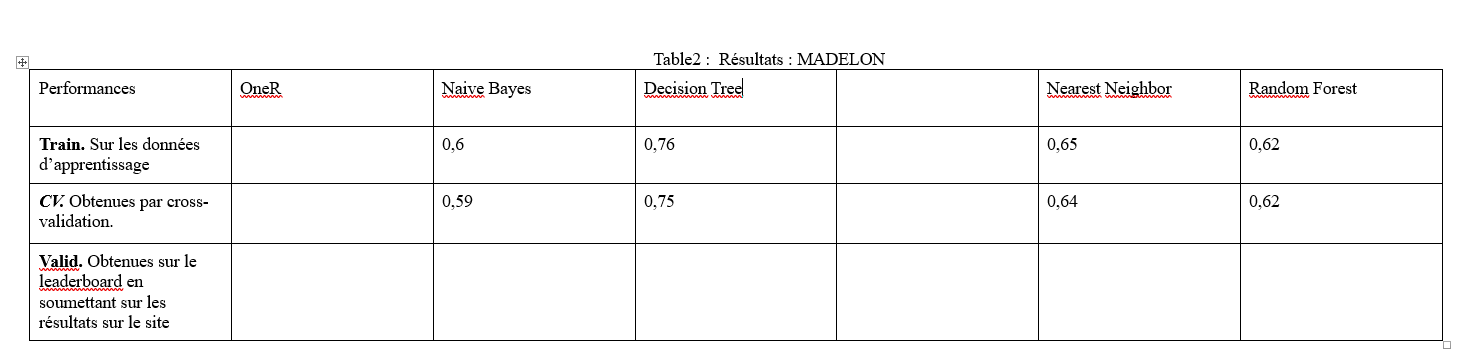 Table2 :  Résultats : MADELON
Performances OneR Naive Bayes Decision Tree Nearest Neighbor Random Forest
Train. Sur les données
d’apprentissage
0,6 0,76 0,65 0,62
CV. Obtenues par cross-
validation.
0,59 0,75 0,64 0,62
Valid. Obtenues sur le
leaderboard en
soumettant sur les
résultats sur le site